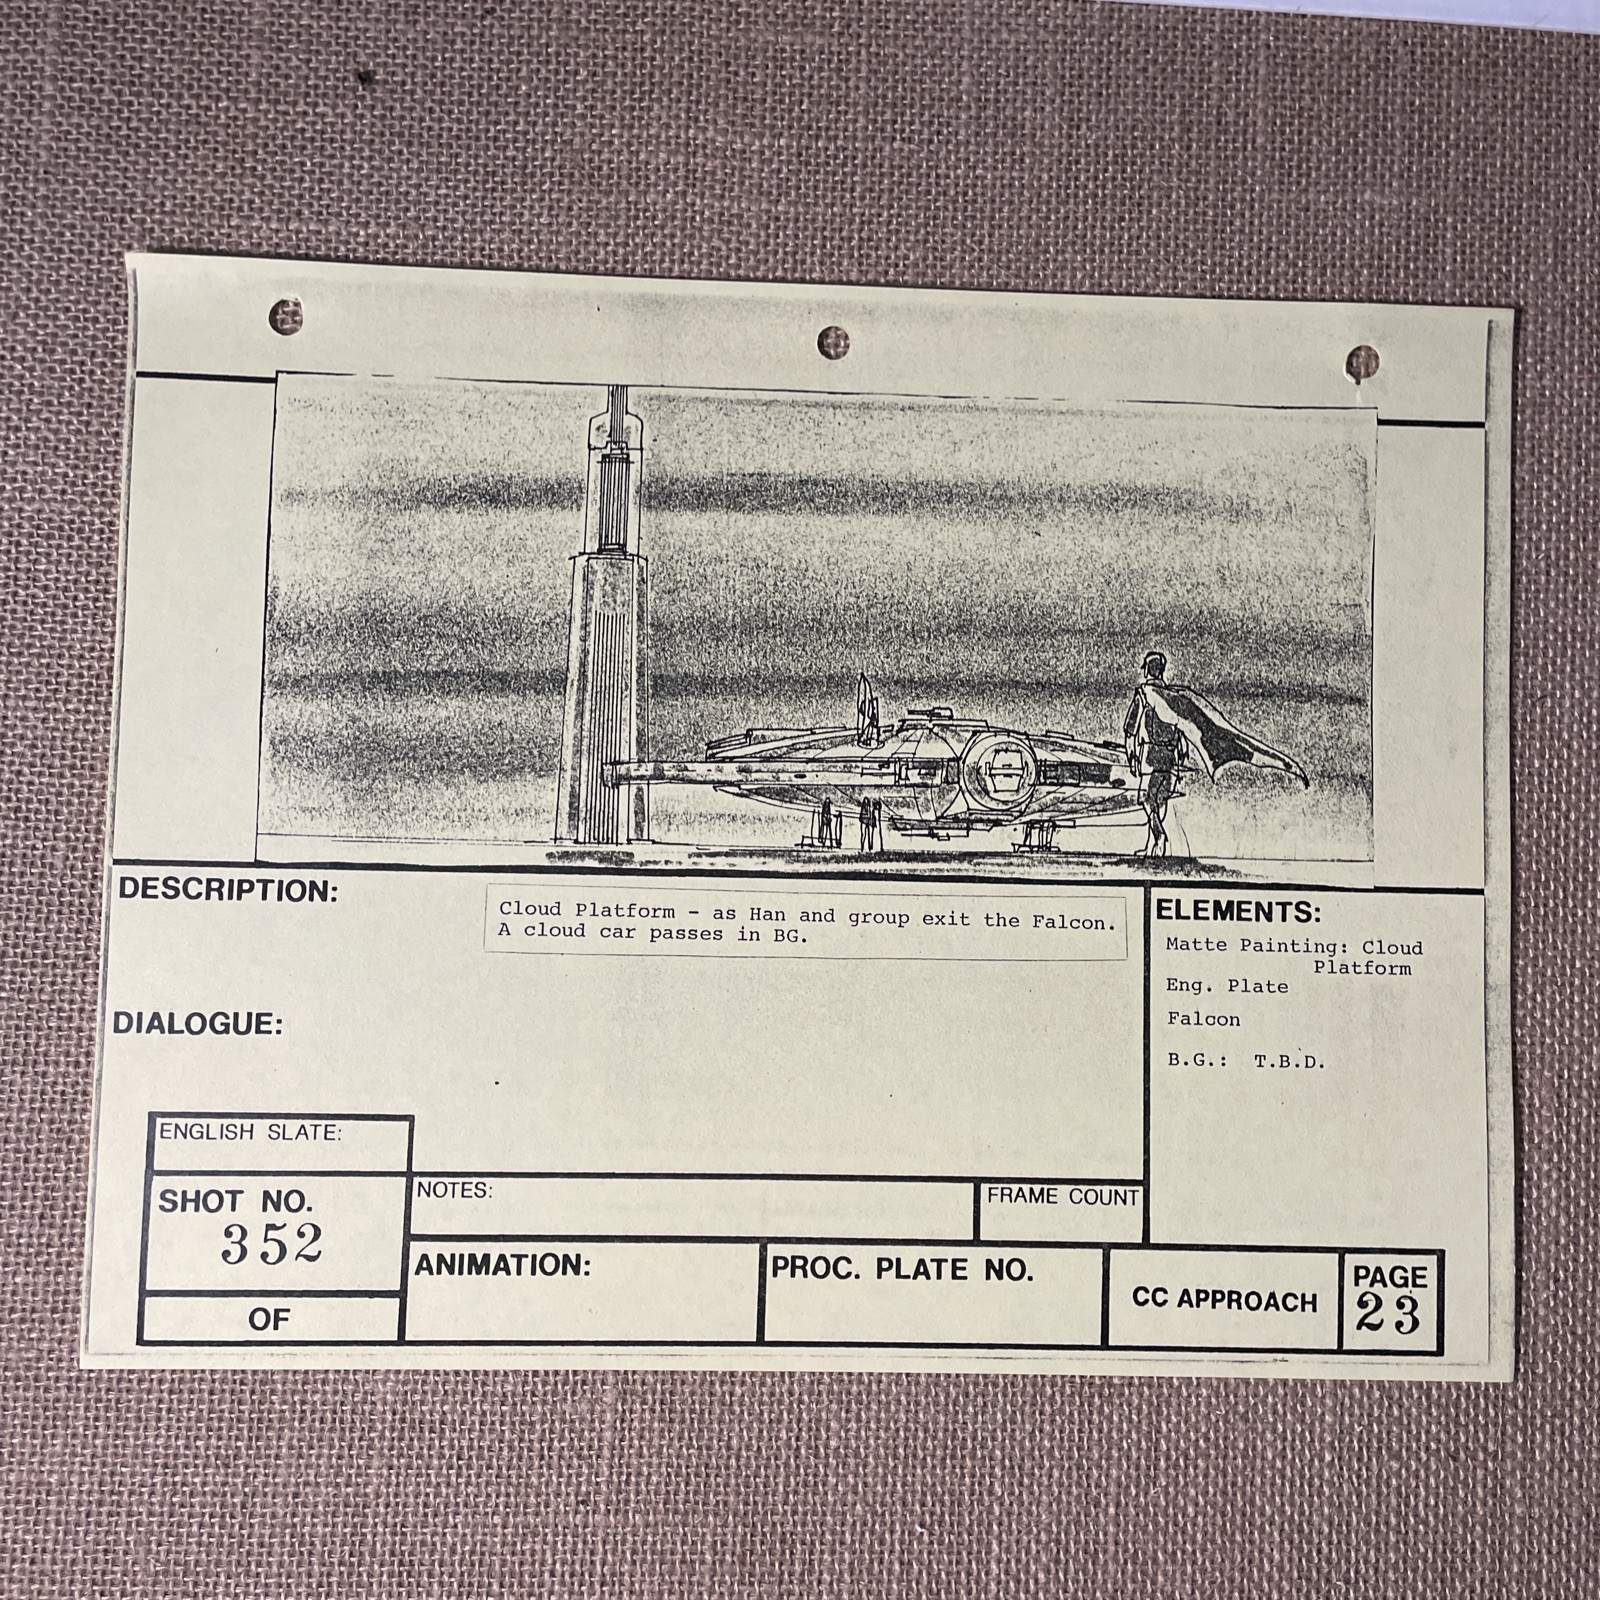 DESCRIPTION:
Cloud Platform - as Han and group exit the Falcon.
A cloud car passes in BG.
ELEMENTS:
Matte Painting: Cloud
Platform
Eng. Plate
Falcon
B.G.: T.B.D.
DIALOGUE:
ENGLISH SLATE:
SHOT NO.
352
OF
NOTES:
FRAME COUNT
ANIMATION:
PROC. PLATE NO.
CC APPROACH
PAGE
23